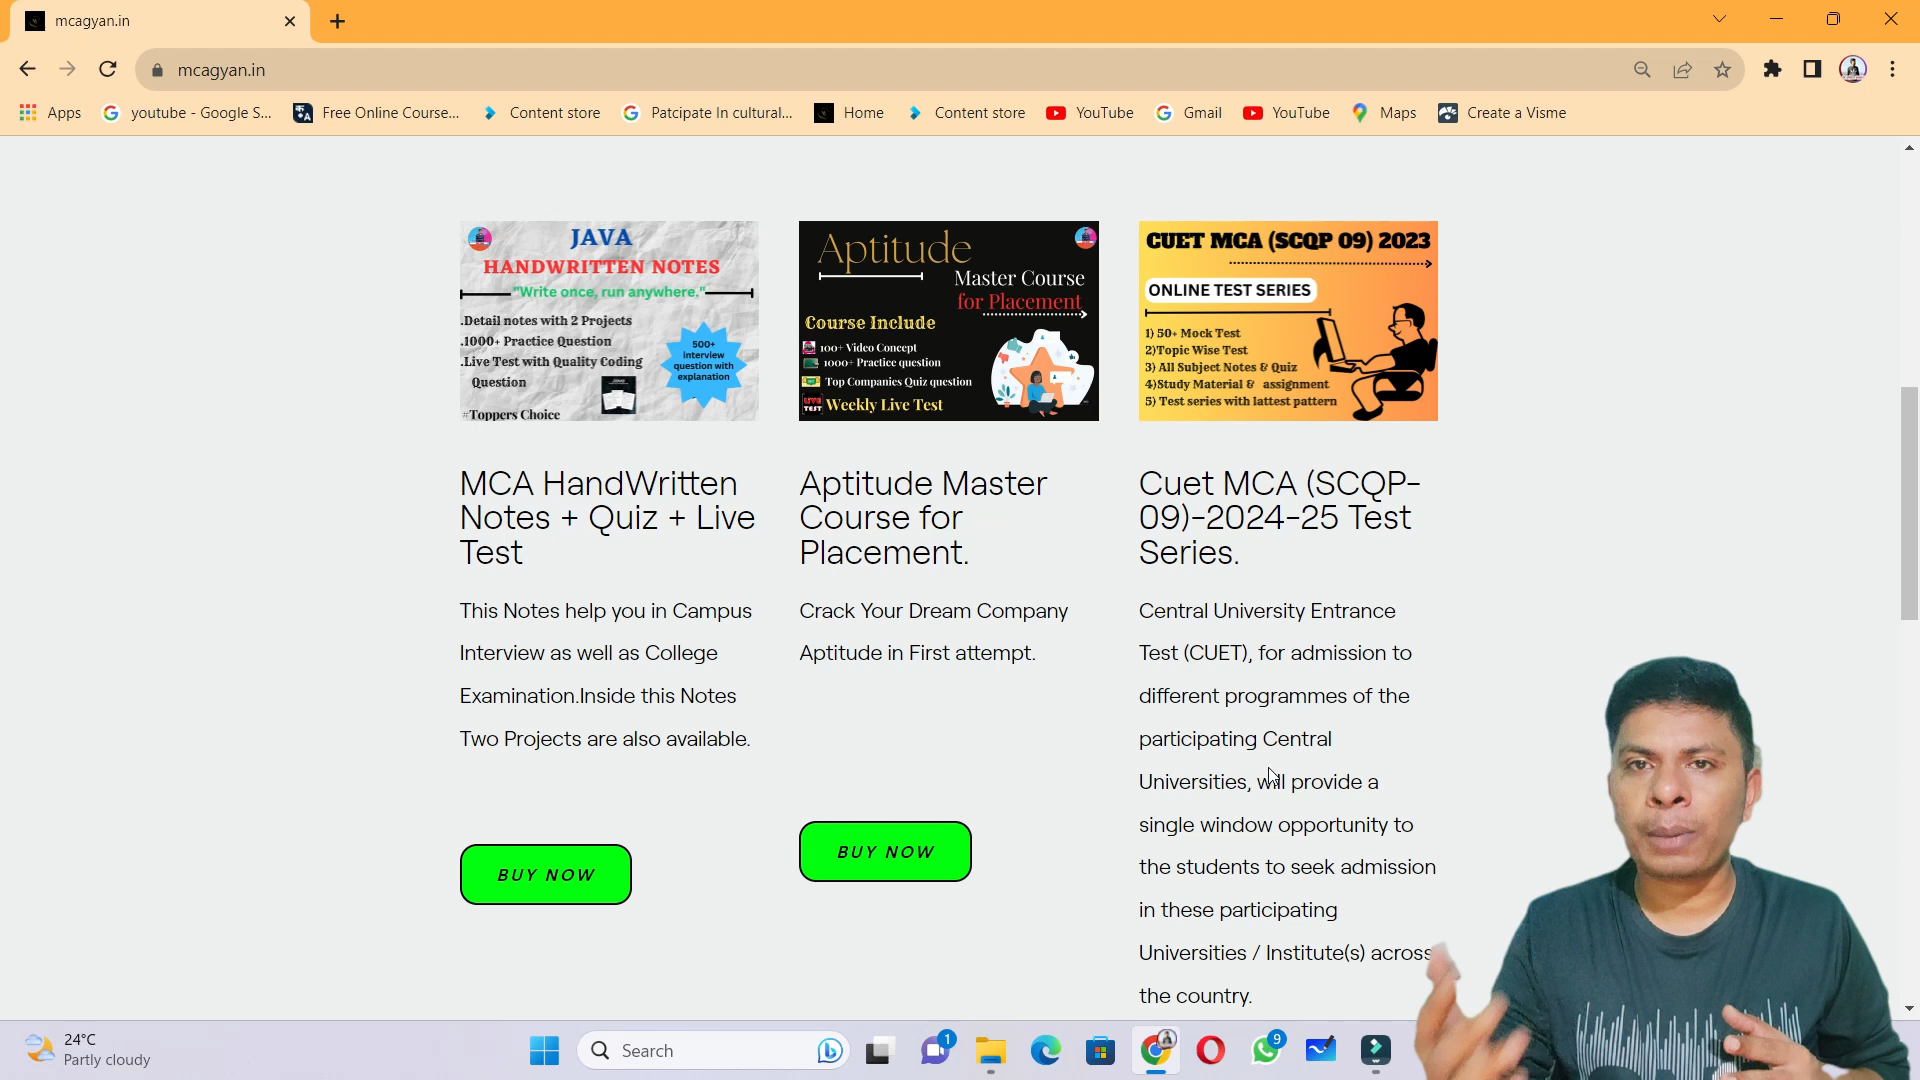 mcagyan.in
mcagyan.in
Apps
youtube - Google S...
Free Online Course...
Content store
Patcipate In cultural...
Home
Content store
YouTube
Gmail
YouTube
Maps
Create a Visme
JAVA
HANDWRITTEN NOTES
"Write once, run anywhere."
.Detail notes with 2 Projects
.1000+ Practice Question
.Live Test with Quality Coding
Question
#Toppers Choice
500+
interview
question with
explanation
Aptitude
Master Course
for Placement
Course Include
100+ Video Concept
1000+ Practice question
Top Companies Quiz question
LIVE
TEST
Weekly Live Test
CUET MCA (SCQP 09) 2023
ONLINE TEST SERIES
1) 50+ Mock Test
2)Topic Wise Test
3) All Subject Notes & Quiz
4)Study Material & assignment
5) Test series with lattest pattern
MCA HandWritten
Notes + Quiz + Live
Test
This Notes help you in Campus
Interview as well as College
Examination.Inside this Notes
Two Projects are also available.
BUY NOW
Aptitude Master
Course for
Placement.
Crack Your Dream Company
Aptitude in First attempt.
BUY NOW
Cuet MCA (SCQP-
09)-2024-25 Test
Series.
Central University Entrance
Test (CUET), for admission to
different programmes of the
participating Central
Universities, will provide a
single window opportunity to
the students to seek admission
in these participating
Universities / Institute(s) across
the country.
24°C
Partly cloudy
Search
1
9